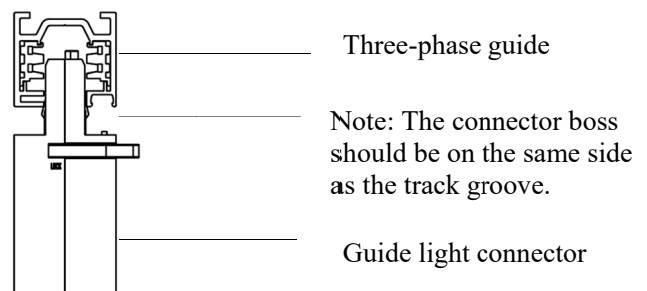 Three-phase guide
Note: The connector boss
should be on the same side
as the track groove.
Guide light connector